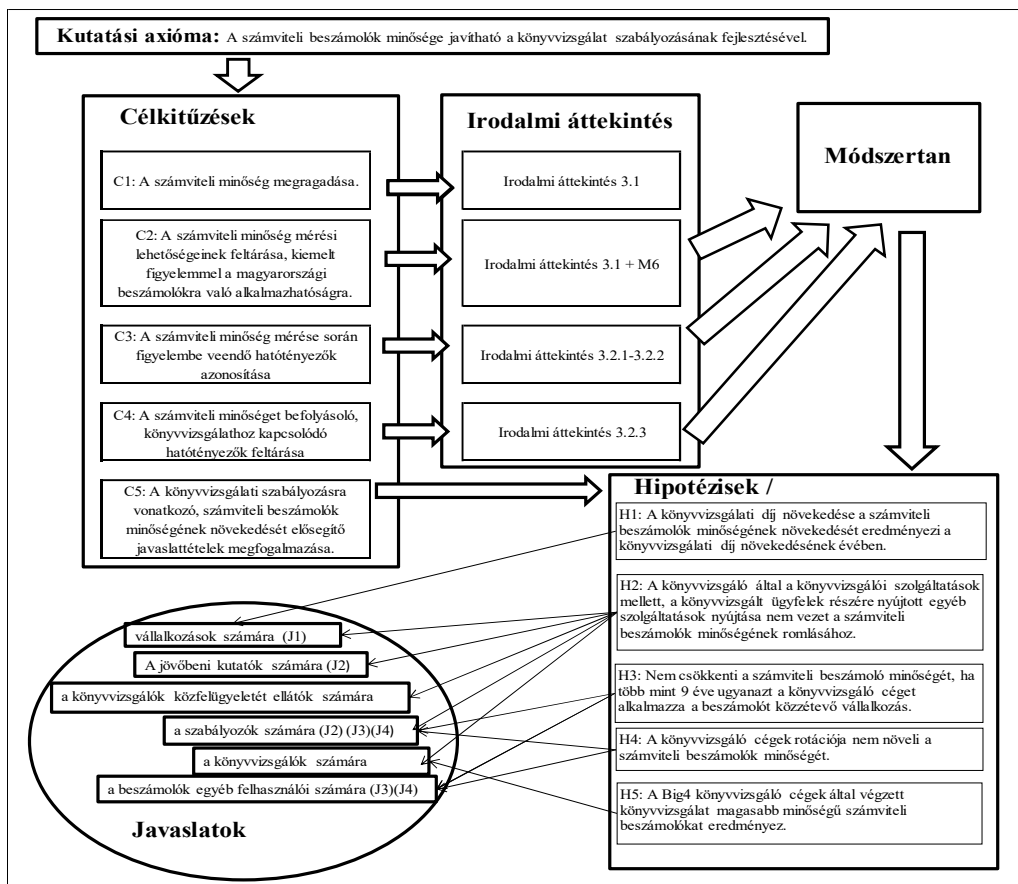 Kutatási axióma: A számviteli beszámolók minősége javítható a könyvvizsgálat szabályozásának fejlesztésével.
Célkitűzések
C1: A számviteli minőség megragadása.
C2: A számviteli minőség mérési
lehetőségeinek feltárása, kiemelt
figyelemmel a magyarországi
beszámolókra való alkalmazhatóságra.
C3: A számviteli minőség mérése során
figyelembe veendő hatótényezők
azonosítása
C4: A számviteli minőséget befolyásoló,
könyvvizsgálathoz kapcsolódó
hatótényezők feltárása
C5: A könyvvizsgálati szabályozásra
vonatkozó, számviteli beszámolók
minőségének növekedését elősegítő
javaslattételek megfogalmazása.
Irodalmi áttekintés
Irodalmi áttekintés 3.1
Irodalmi áttekintés 3.1 + M6
Irodalmi áttekintés 3.2.1-3.2.2
Irodalmi áttekintés 3.2.3
Módszertan
Hipotézisek /
H1: A könyvvizsgálati díj növekedése a számviteli
beszámolók minőségének növekedését eredményezi a
könyvvizsgálati díj növekedésének évében.
H2: A könyvvizsgáló által a könyvvizsgálói szolgáltatások
mellett, a könyvvizsgált ügyfelek részére nyújtott egyéb
szolgáltatások nyújtása nem vezet a számviteli
beszámolók minőségének romlásához.
H3: Nem csökkenti a számviteli beszámoló minőségét, ha
több mint 9 éve ugyanazt a könyvvizsgáló céget
alkalmazza a beszámolót közzétevő vállalkozás.
H4: A könyvvizsgáló cégek rotációja nem növeli a
számviteli beszámolók minőségét.
H5: A Big4 könyvvizsgáló cégek által végzett
könyvvizsgálat magasabb minőségű számviteli
beszámolókat eredményez.
vállalkozások számára (J1)
A jövőbeni kutatók számára (J2)
a könyvvizsgálók közfelügyeletét ellátók számára
a szabályozók számára (J2) (J3)(J4)
a könyvvizsgálók számára
a beszámolók egyéb felhasználói számára (J3)(J4)
Javaslatok